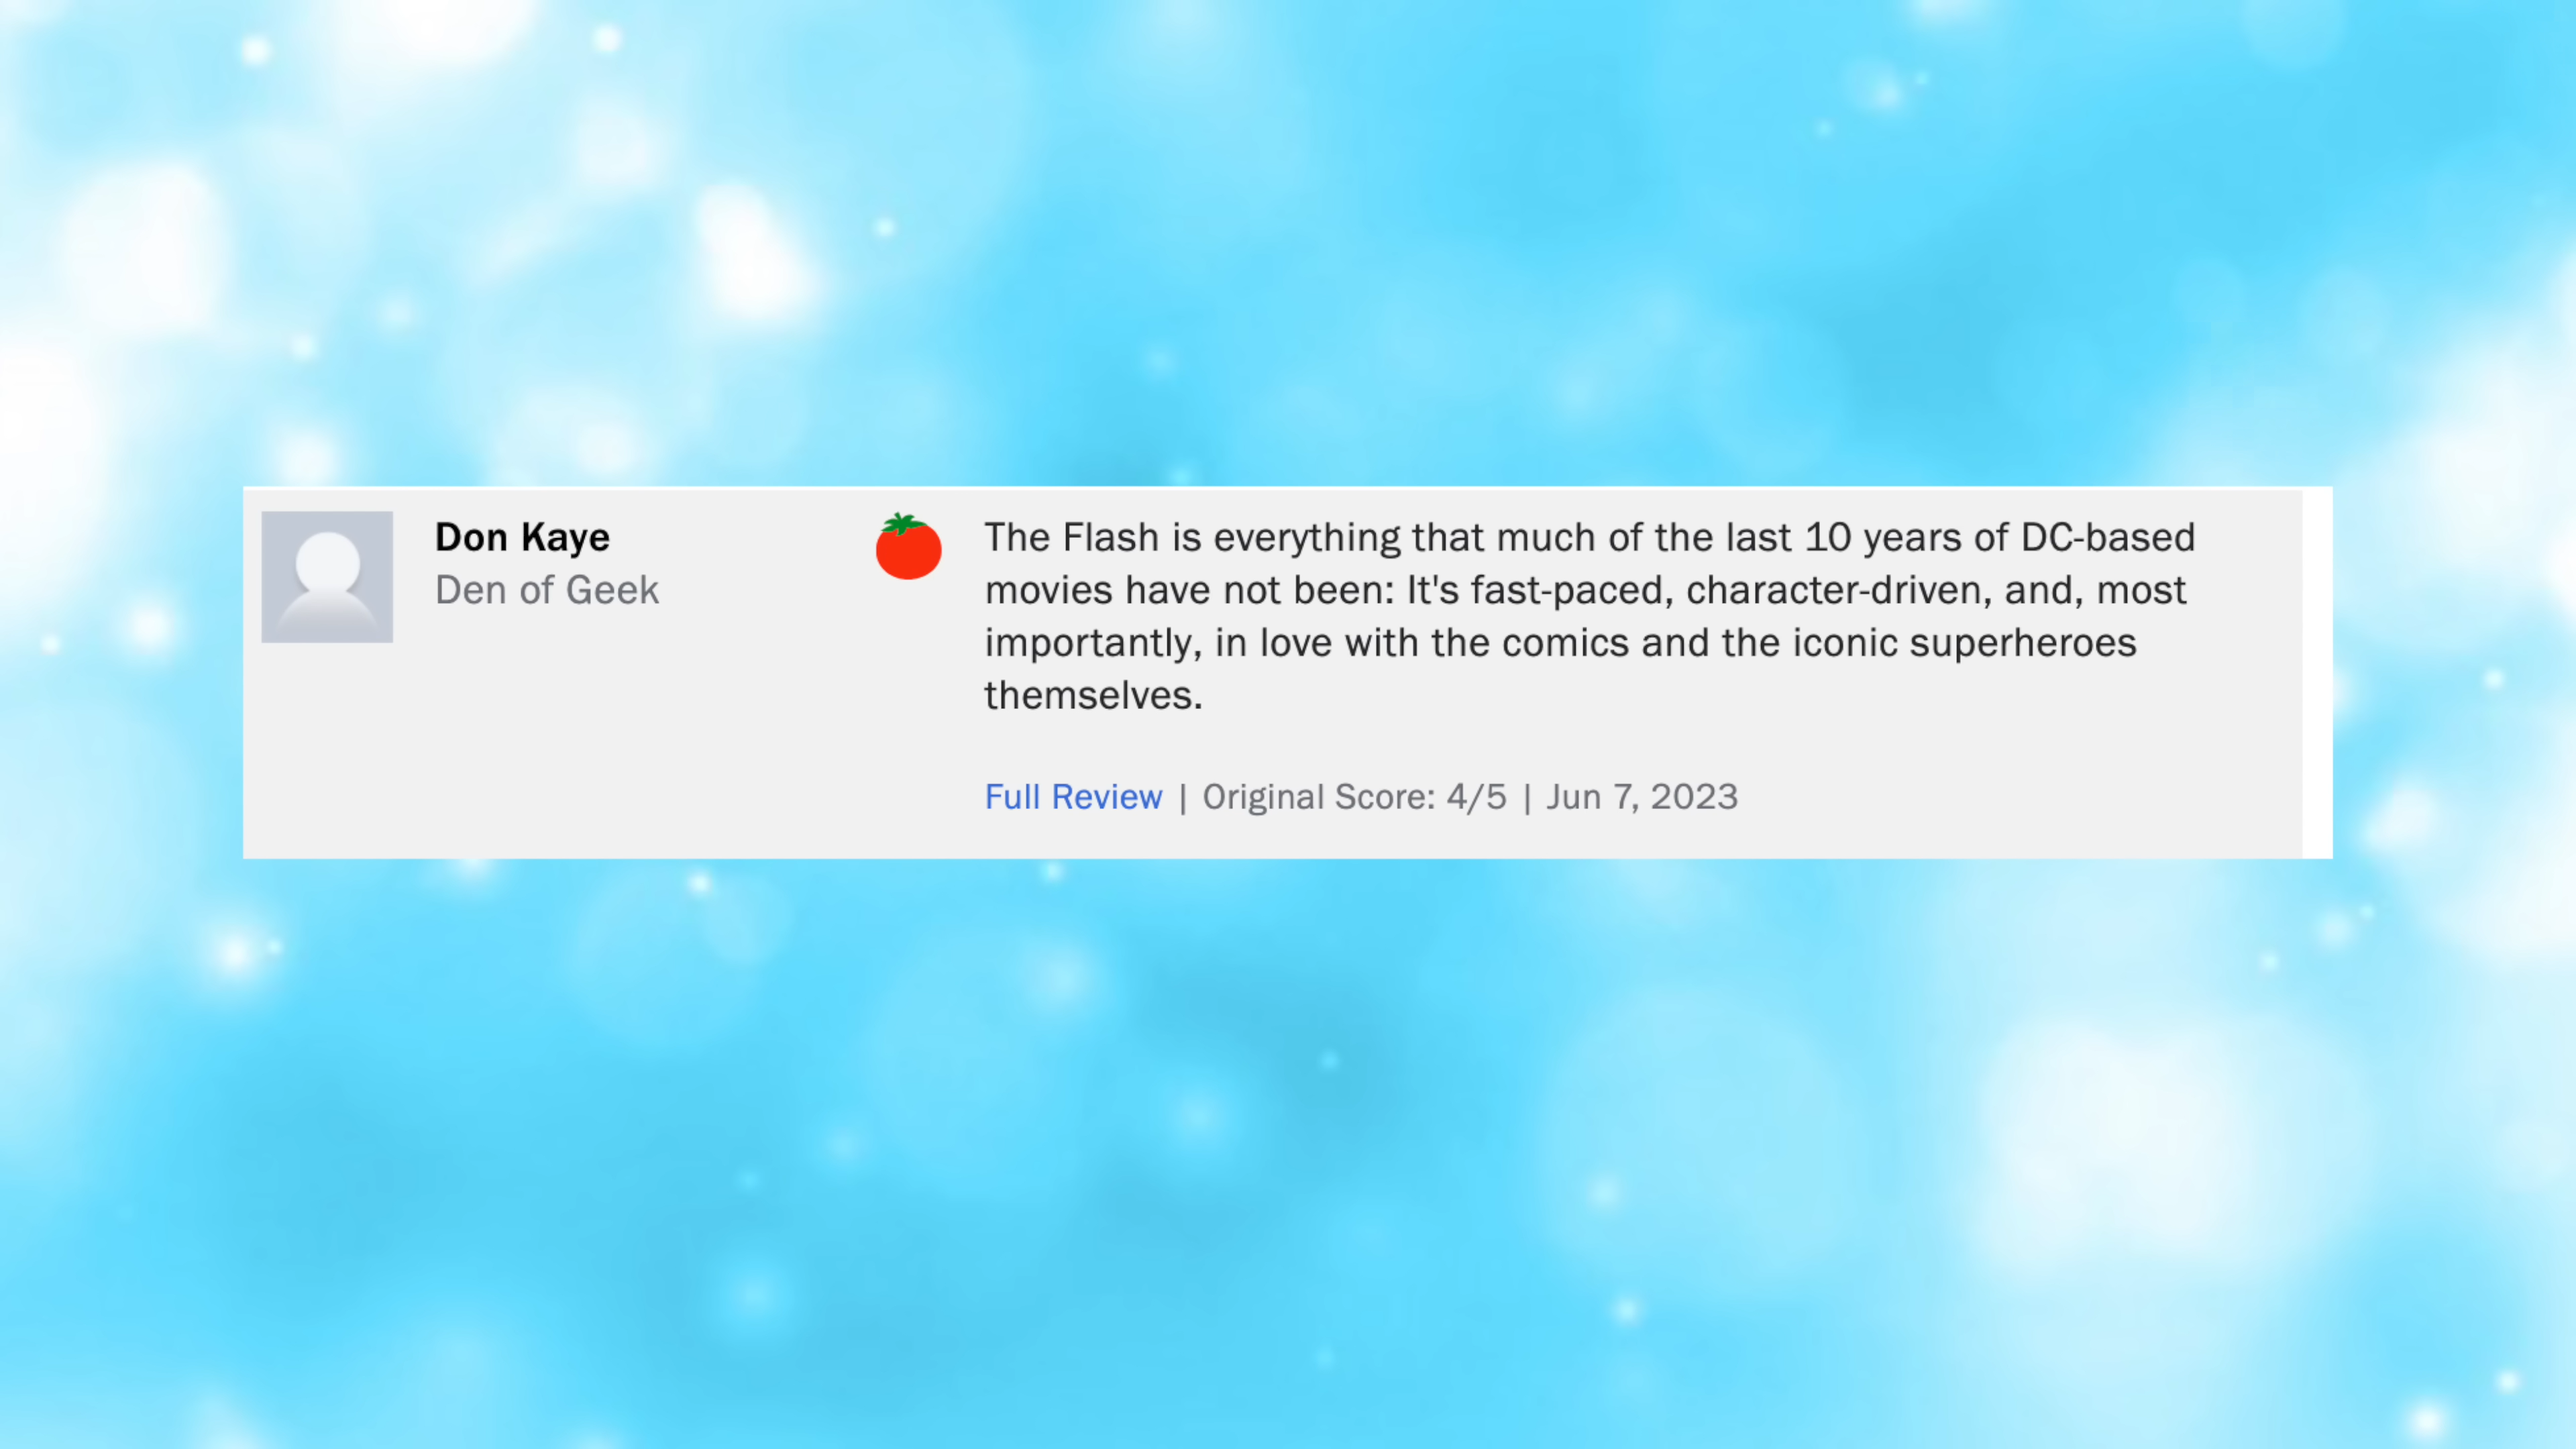 Don Kaye
Den of Geek
The Flash is everything that much of the last 10 years of DC-based
movies have not been: It's fast-paced, character-driven, and, most
importantly, in love with the comics and the iconic superheroes
themselves.
Full Review | Original Score: 4/5 | Jun 7, 2023